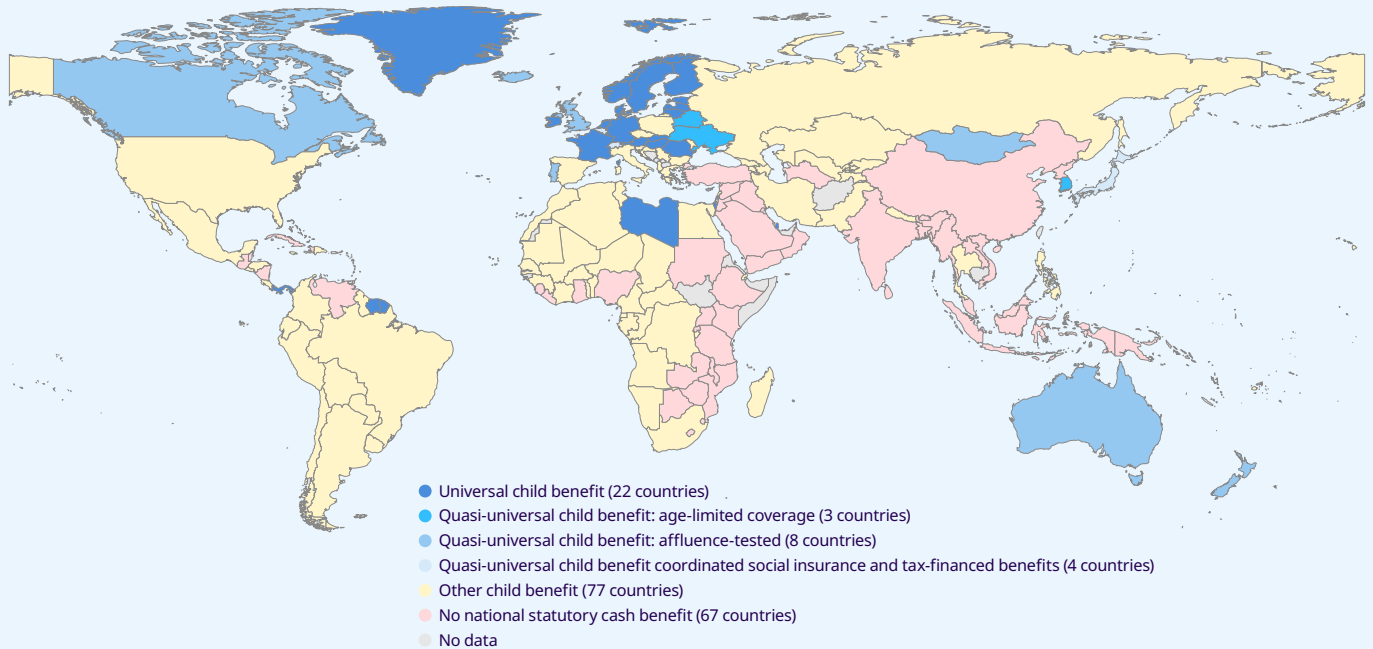 Universal child benefit (22 countries)
Quasi-universal child benefit: age-limited coverage (3 countries)
Quasi-universal child benefit: affluence-tested (8 countries)
Quasi-universal child benefit coordinated social insurance and tax-financed benefits (4 countries)
Other child benefit (77 countries)
No national statutory cash benefit (67 countries)
No data